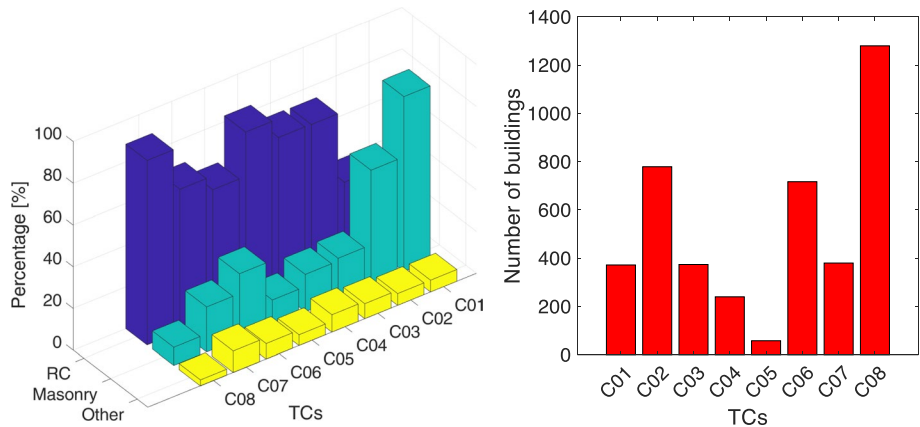 100
80
60
40
20
0
Percentage [%]
RC
Masonry
Other
C08
C07
C06
C05
C04
C03
C02
C01
TCs
1400
1200
1000
800
600
400
200
0
Number of buildings
C01
C02
C03
C04
C05
C06
C07
C08
TCs